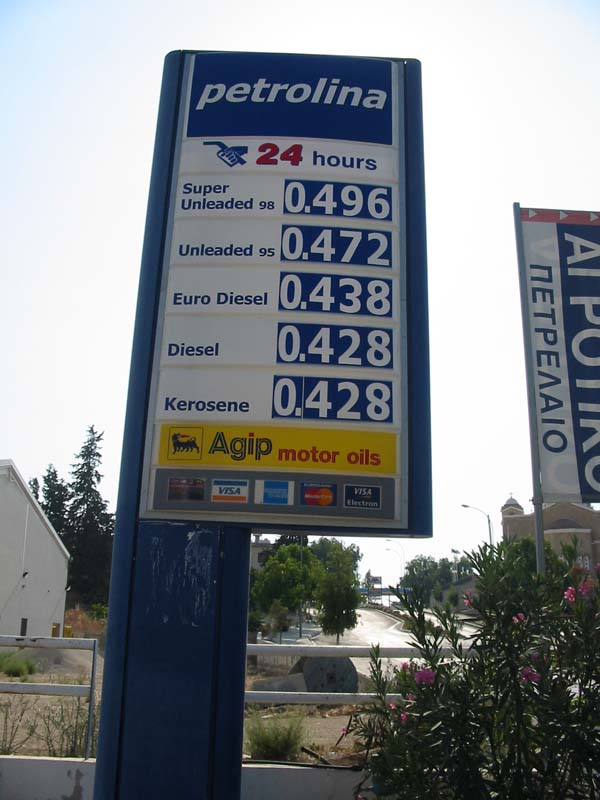 petrolina
24 hours
Super
Unleaded 98 0.496
Unleaded 95 0.472
Euro Diesel 0.438
Diesel 0.428
Kerosene 0.428
Agip motor oils
VISA
MasterCard
VISA
Electron
ΠΕΤΡΕΛΑΙΟ